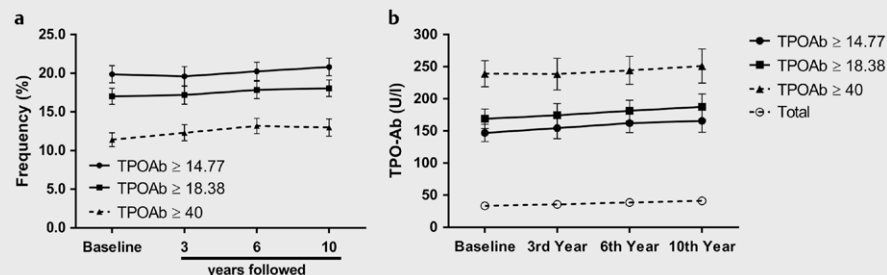 a
Frequency (%)
25.0
20.0
15.0
10.0
5.0
0.0
TPOAb ≥ 14.77
TPOAb ≥ 18.38
TPOAb ≥ 40
Baseline 3 6 10
years followed
b
TPO-Ab (U/l)
300
250
200
150
100
50
0
Baseline 3rd Year 6th Year 10th Year
TPOAb ≥ 14.77
TPOAb ≥ 18.38
TPOAb ≥ 40
Total